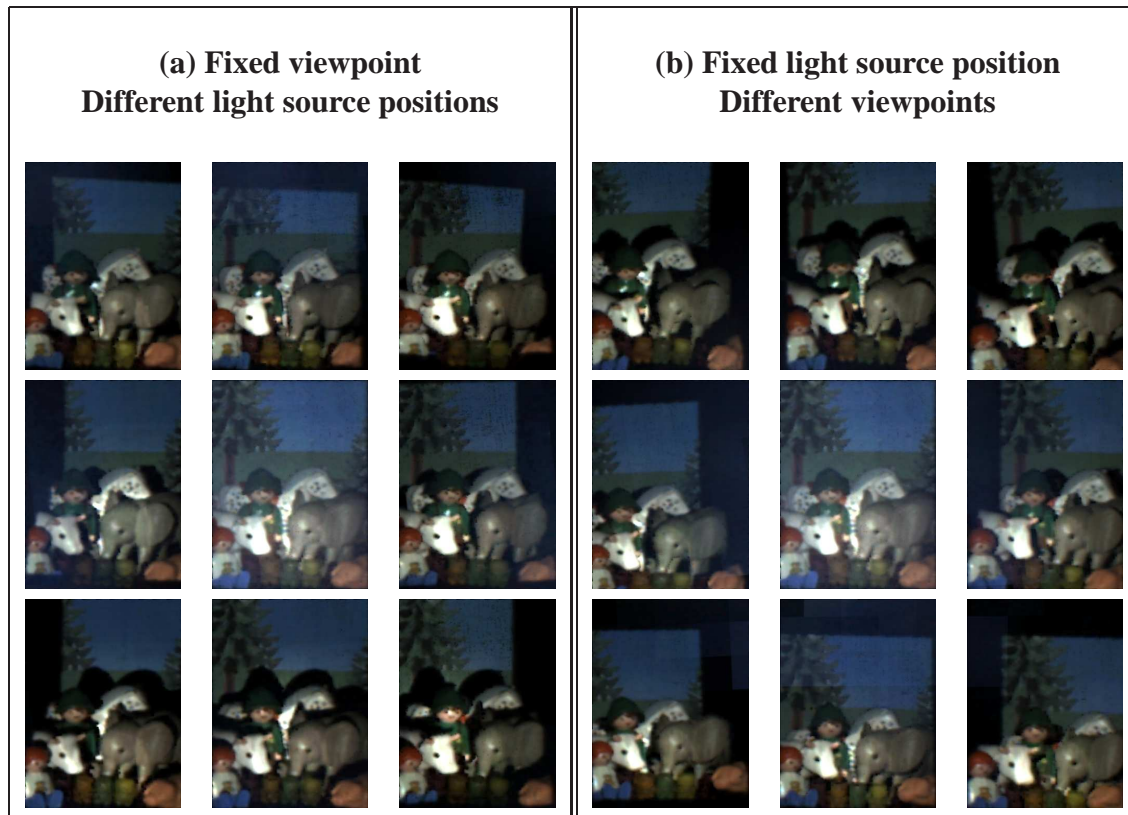 (a) Fixed viewpoint
Different light source positions
(b) Fixed light source position
Different viewpoints